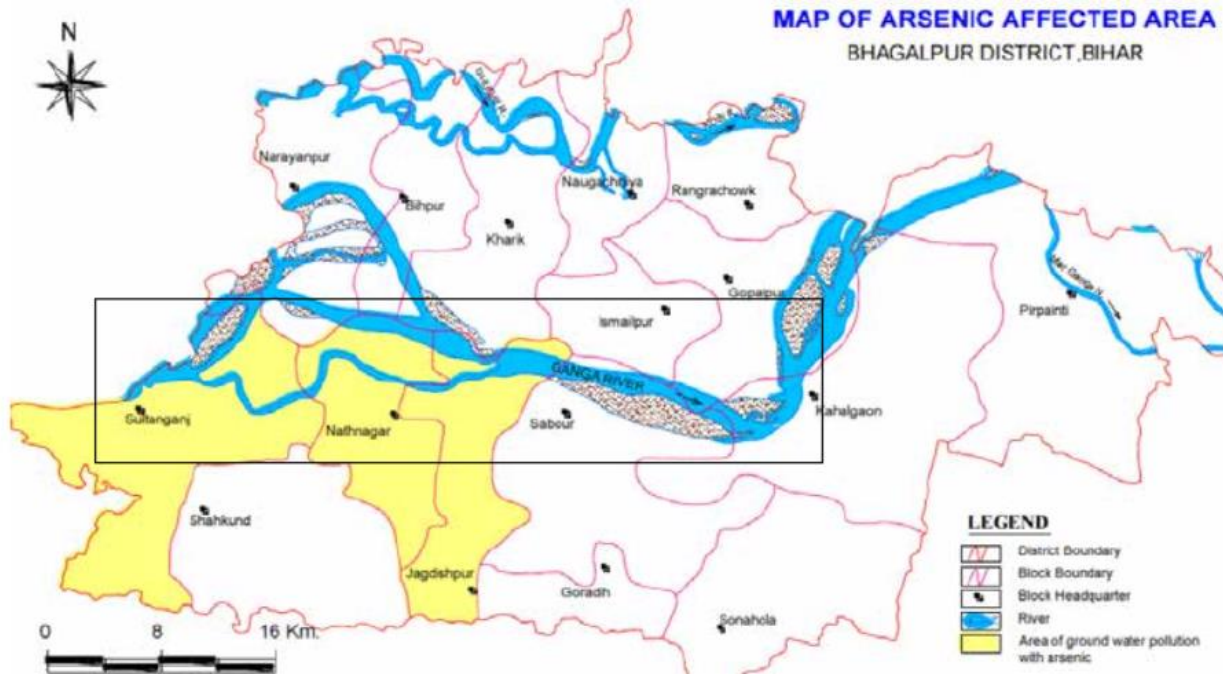 MAP OF ARSENIC AFFECTED AREA
BHAGALPUR DISTRICT,BIHAR
N
Narayanpur
Bihpur
Kharik
Rangrachowk
Gopalpur
Ismailpur
Pirpainti
GANGA RIVER
Kahalgaon
Sultanganj
Nathnagar
Sabour
Shahkund
Jagdishpur
Goradh
Sonahola
0 8 16 Km.
LEGEND
District Boundary
Block Boundary
Block Headquarter
River
Area of ground water pollution
with arsenic